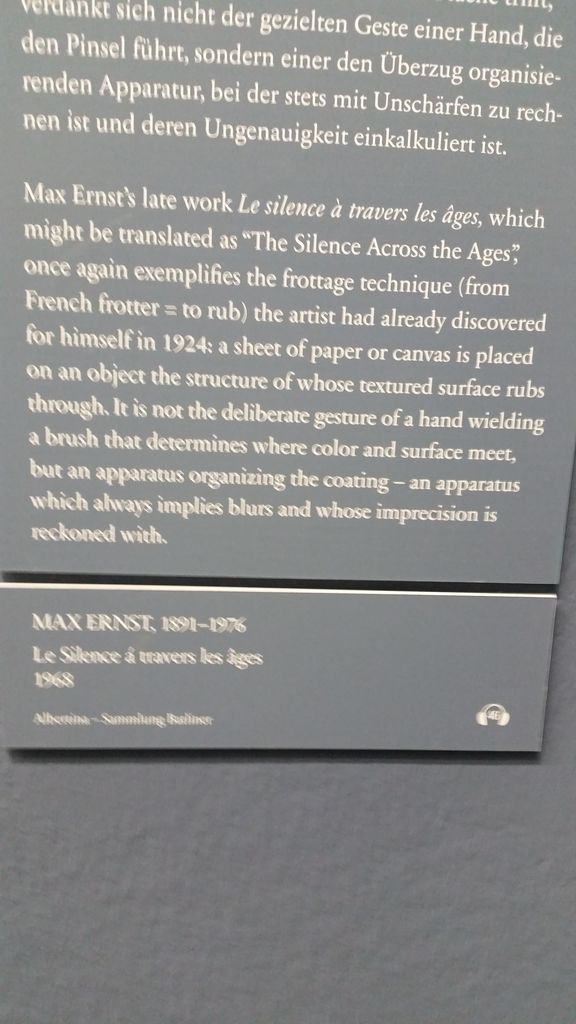 verdankt sich nicht der gezielten Geste einer Hand, die
den Pinsel führt, sondern einer den Überzug organisie-
renden Apparatur, bei der stets mit Unschärfen zu rech-
nen ist und deren Ungenauigkeit einkalkuliert ist.
Max Ernst's late work Le silence à travers les âges, which
might be translated as “The Silence Across the Ages”,
once again exemplifies the frottage technique (from
French frotter = to rub) the artist had already discovered
for himself in 1924: a sheet of paper or canvas is placed
on an object the structure of whose textured surface rubs
through. It is not the deliberate gesture of a hand wielding
a brush that determines where color and surface meet,
but an apparatus organizing the coating – an apparatus
which always implies blurs and whose imprecision is
reckoned with.
MAX ERNST, 1891–1976
Le Silence á travers les âges
1968
Albertina – Sammlung Batliner
46